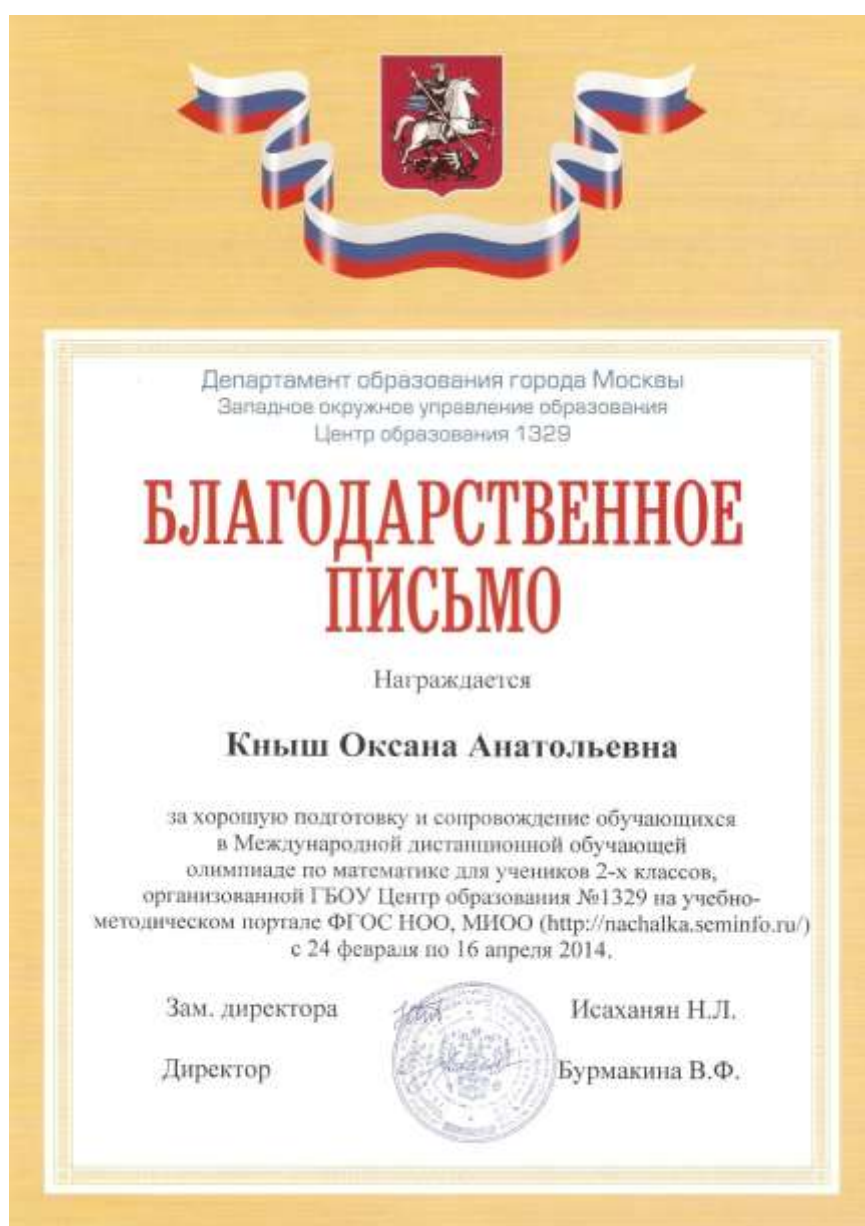 Департамент образования города Москвы
Западное окружное управление образования
Центр образования 1329
БЛАГОДАРСТВЕННОЕ
ПИСЬМО
Награждается
Кныш Оксана Анатольевна
за хорошую подготовку и сопровождение обучающихся
в Международной дистанционной обучающей
олимпиаде по математике для учеников 2-х классов,
организованной ГБОУ Центр образования №1329 на учебно-
методическом портале ФГОС НОО, МИОО (http://nachalka.seminfo.ru/)
с 24 февраля по 16 апреля 2014.
Зам. директора Исаханян Н.Л.
Директор Бурмакина В.Ф.